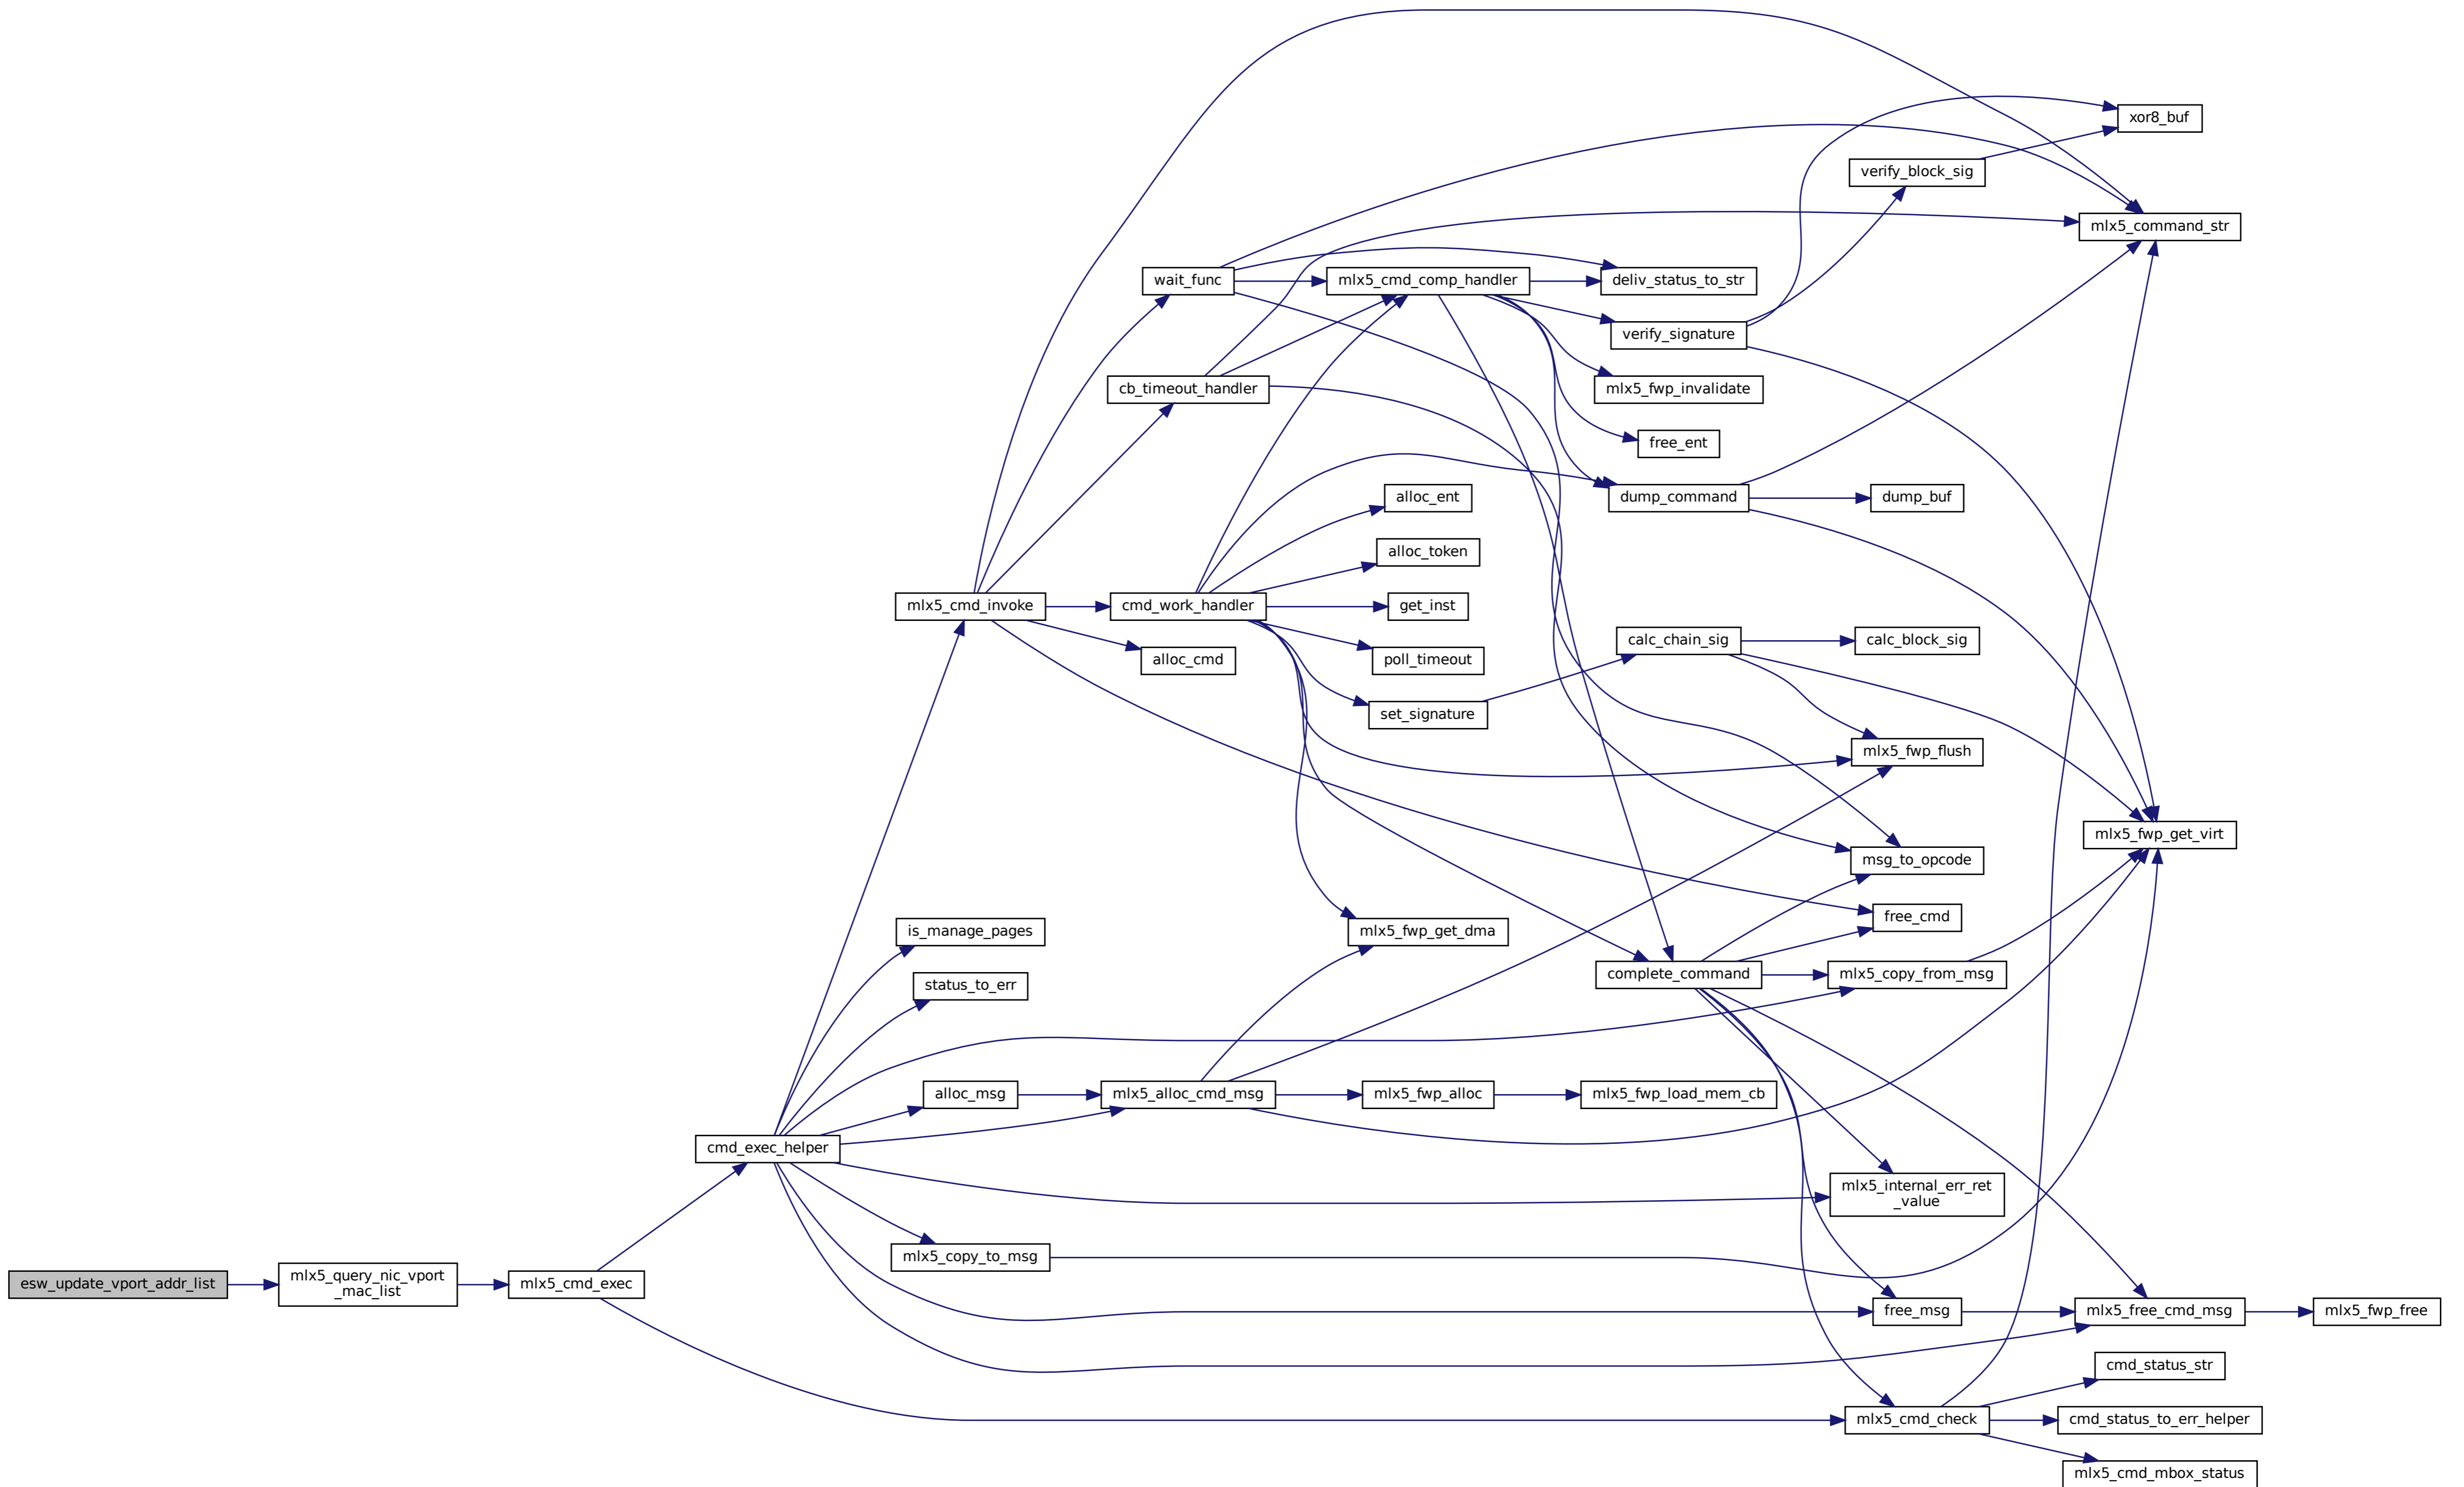 xor8_buf
verify_block_sig
mlx5_command_str
wait_func
mlx5_cmd_comp_handler
deliv_status_to_str
verify_signature
cb_timeout_handler
mlx5_fwp_invalidate
free_ent
alloc_ent
dump_command
dump_buf
alloc_token
mlx5_cmd_invoke
cmd_work_handler
get_inst
calc_chain_sig
calc_block_sig
alloc_cmd
poll_timeout
set_signature
mlx5_fwp_flush
mlx5_fwp_get_virt
msg_to_opcode
free_cmd
is_manage_pages
mlx5_fwp_get_dma
status_to_err
complete_command
mlx5_copy_from_msg
alloc_msg
mlx5_alloc_cmd_msg
mlx5_fwp_alloc
mlx5_fwp_load_mem_cb
cmd_exec_helper
mlx5_internal_err_ret
_value
mlx5_copy_to_msg
esw_update_vport_addr_list
mlx5_query_nic_vport
_mac_list
mlx5_cmd_exec
free_msg
mlx5_free_cmd_msg
mlx5_fwp_free
cmd_status_str
mlx5_cmd_check
cmd_status_to_err_helper
mlx5_cmd_mbox_status